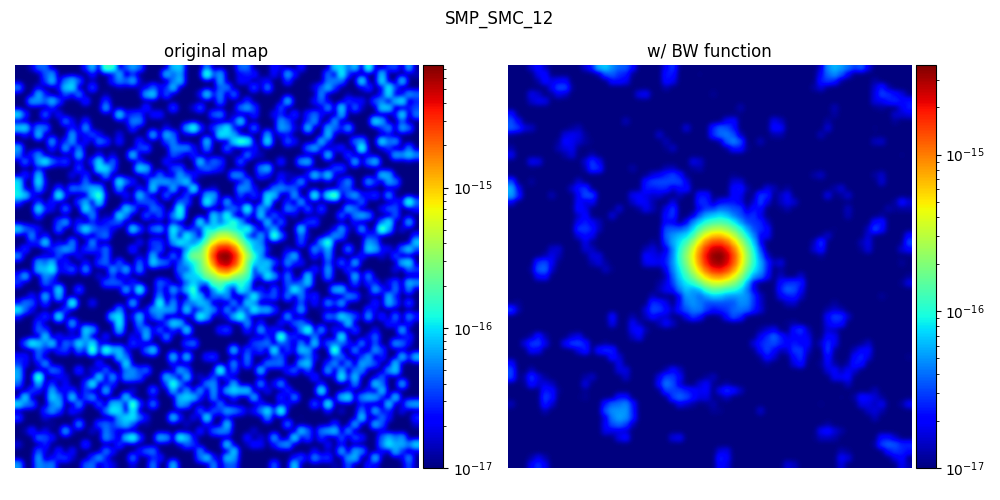 SMP_SMC_12
original map
w/ BW function
10⁻¹⁵
10⁻¹⁶
10⁻¹⁷
10⁻¹⁵
10⁻¹⁶
10⁻¹⁷